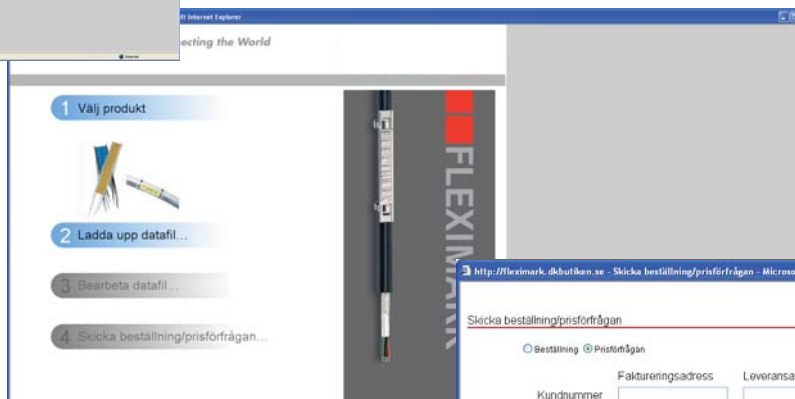 ft Internet Explorer
ecting the World
1 Välj produkt
2 Ladda upp datafil...
3 Bearbeta datafil...
4 Skicka beställning/prisförfrågan...
FLEXIMARK
http://fleximark.dkbutiken.se - Skicka beställning/prisförfrågan - Microso
Skicka beställning/prisförfrågan
Beställning Prisförfrågan
Faktureringsadress Leveransa
Kundnummer